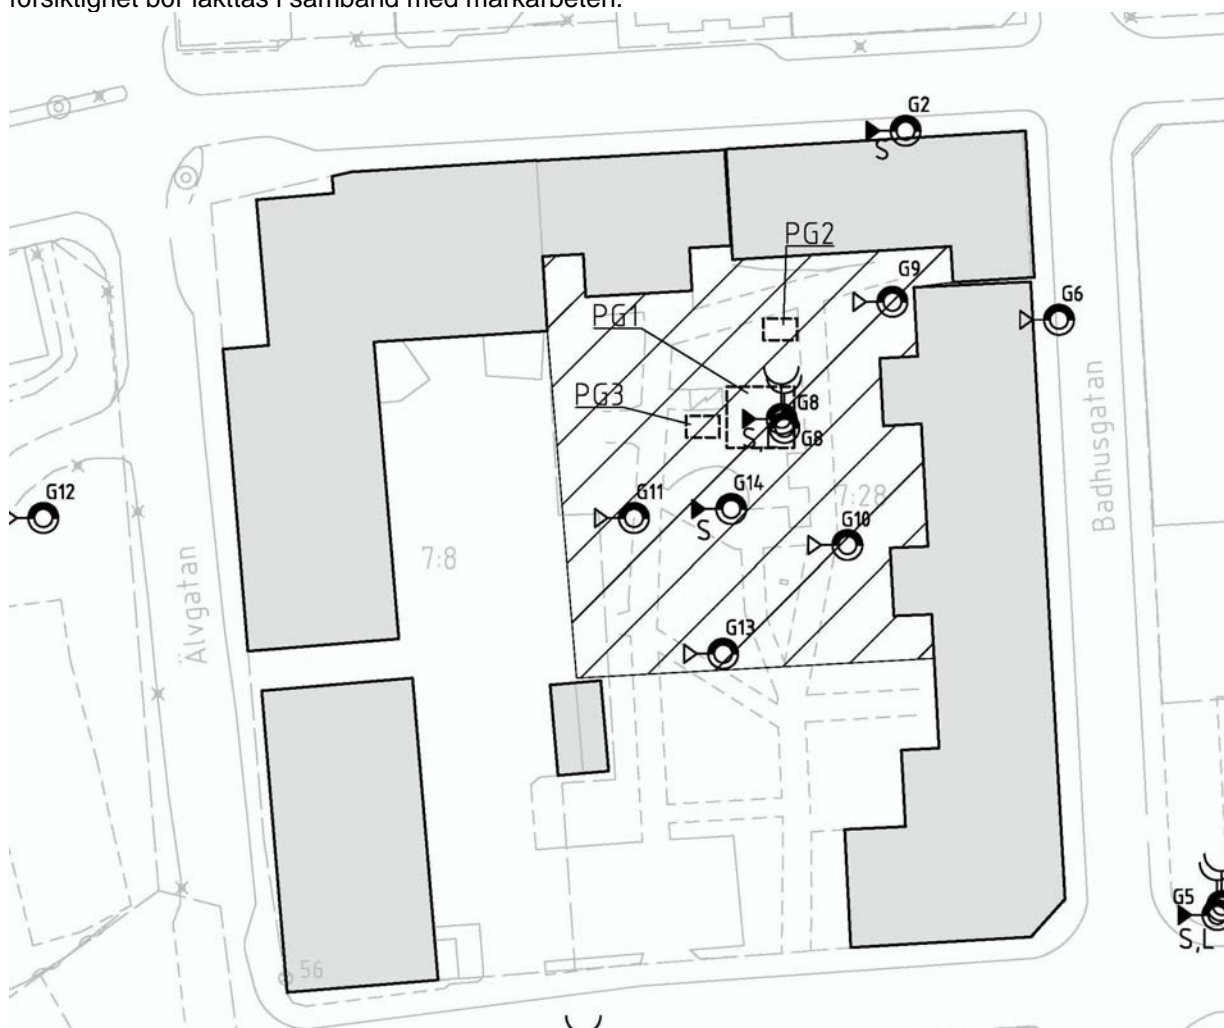 försiktighet bör iakttas i samband med markarbeten.
G2
S
PG2
G9
G6
PG1
PG3
G8
S,L
G8
Badhusgatan
G12
G11
G14
S
7:28
G10
7:8
Älvgatan
G13
G5
S,L
56